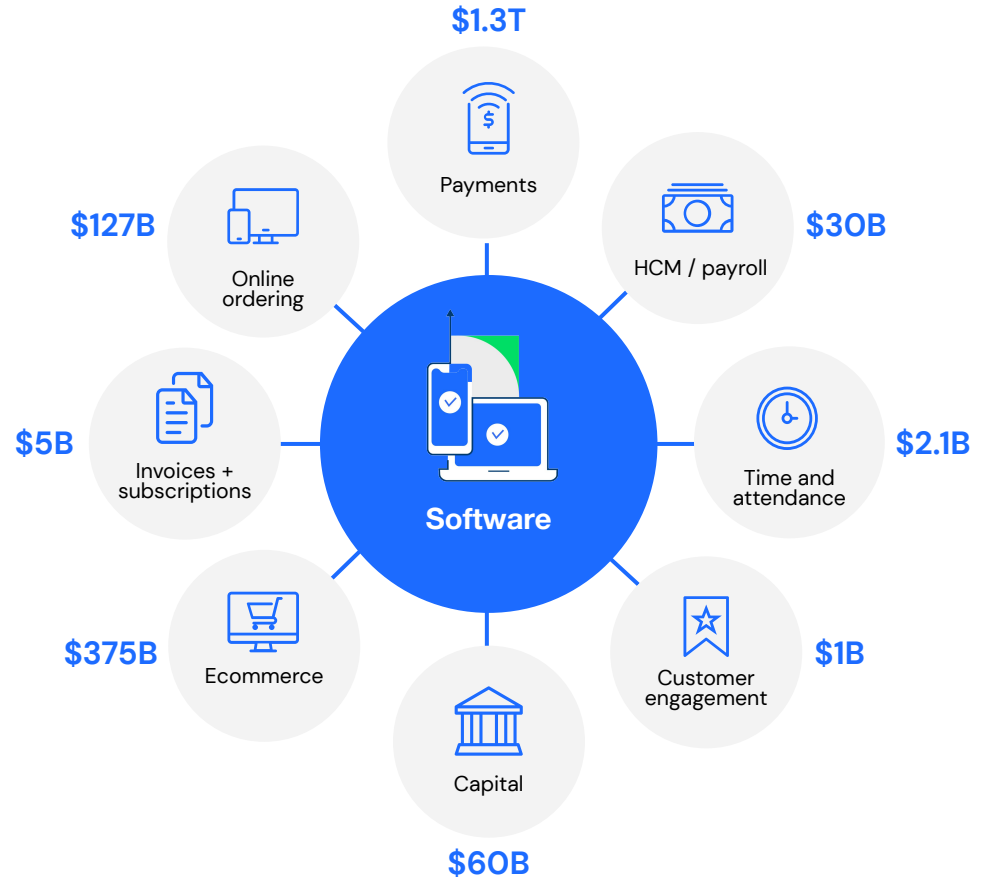 $1.3T
$
Payments
$127B
Online
ordering
HCM / payroll
$30B
$5B
Invoices +
subscriptions
Software
Time and
attendance
$2.1B
$375B
Ecommerce
Customer
engagement
$1B
Capital
$60B